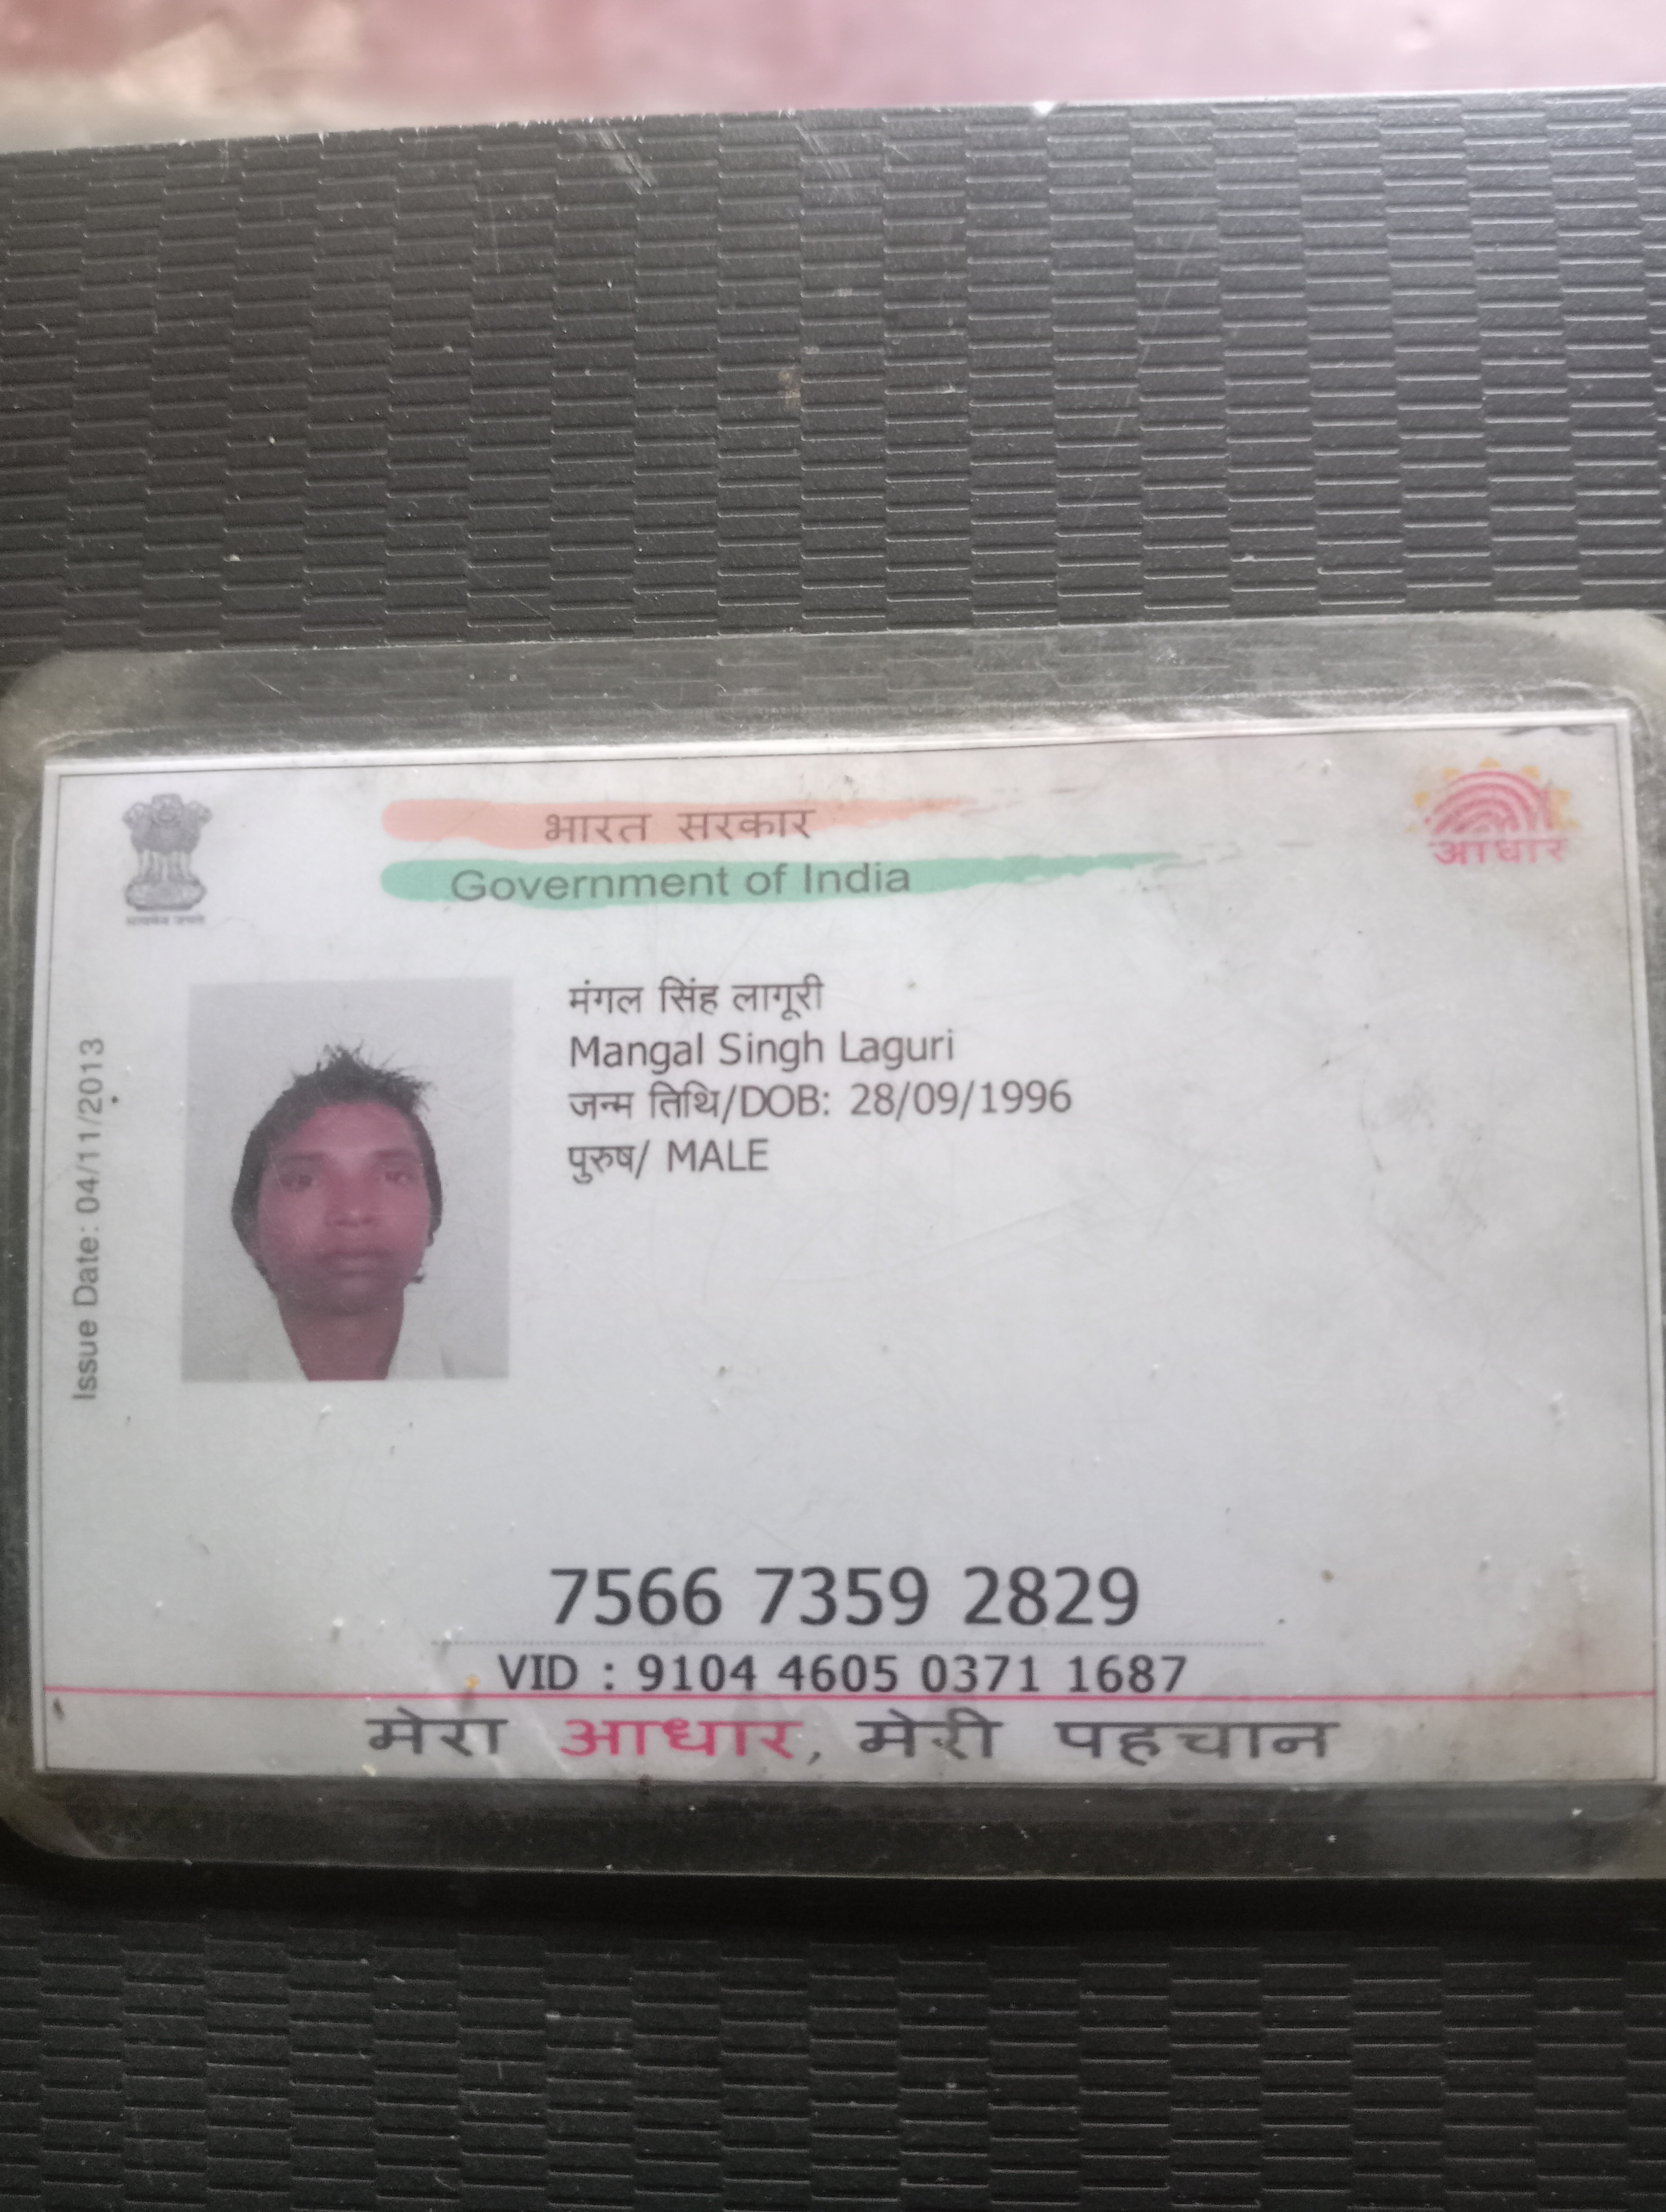 भारत सरकार
Government of India
आधार
Issue Date: 04/11/2013
मंगल सिंह लागूरी
Mangal Singh Laguri
जन्म तिथि/DOB: 28/09/1996
पुरुष/ MALE
7566 7359 2829
VID : 9104 4605 0371 1687
मेरा आधार, मेरी पहचान